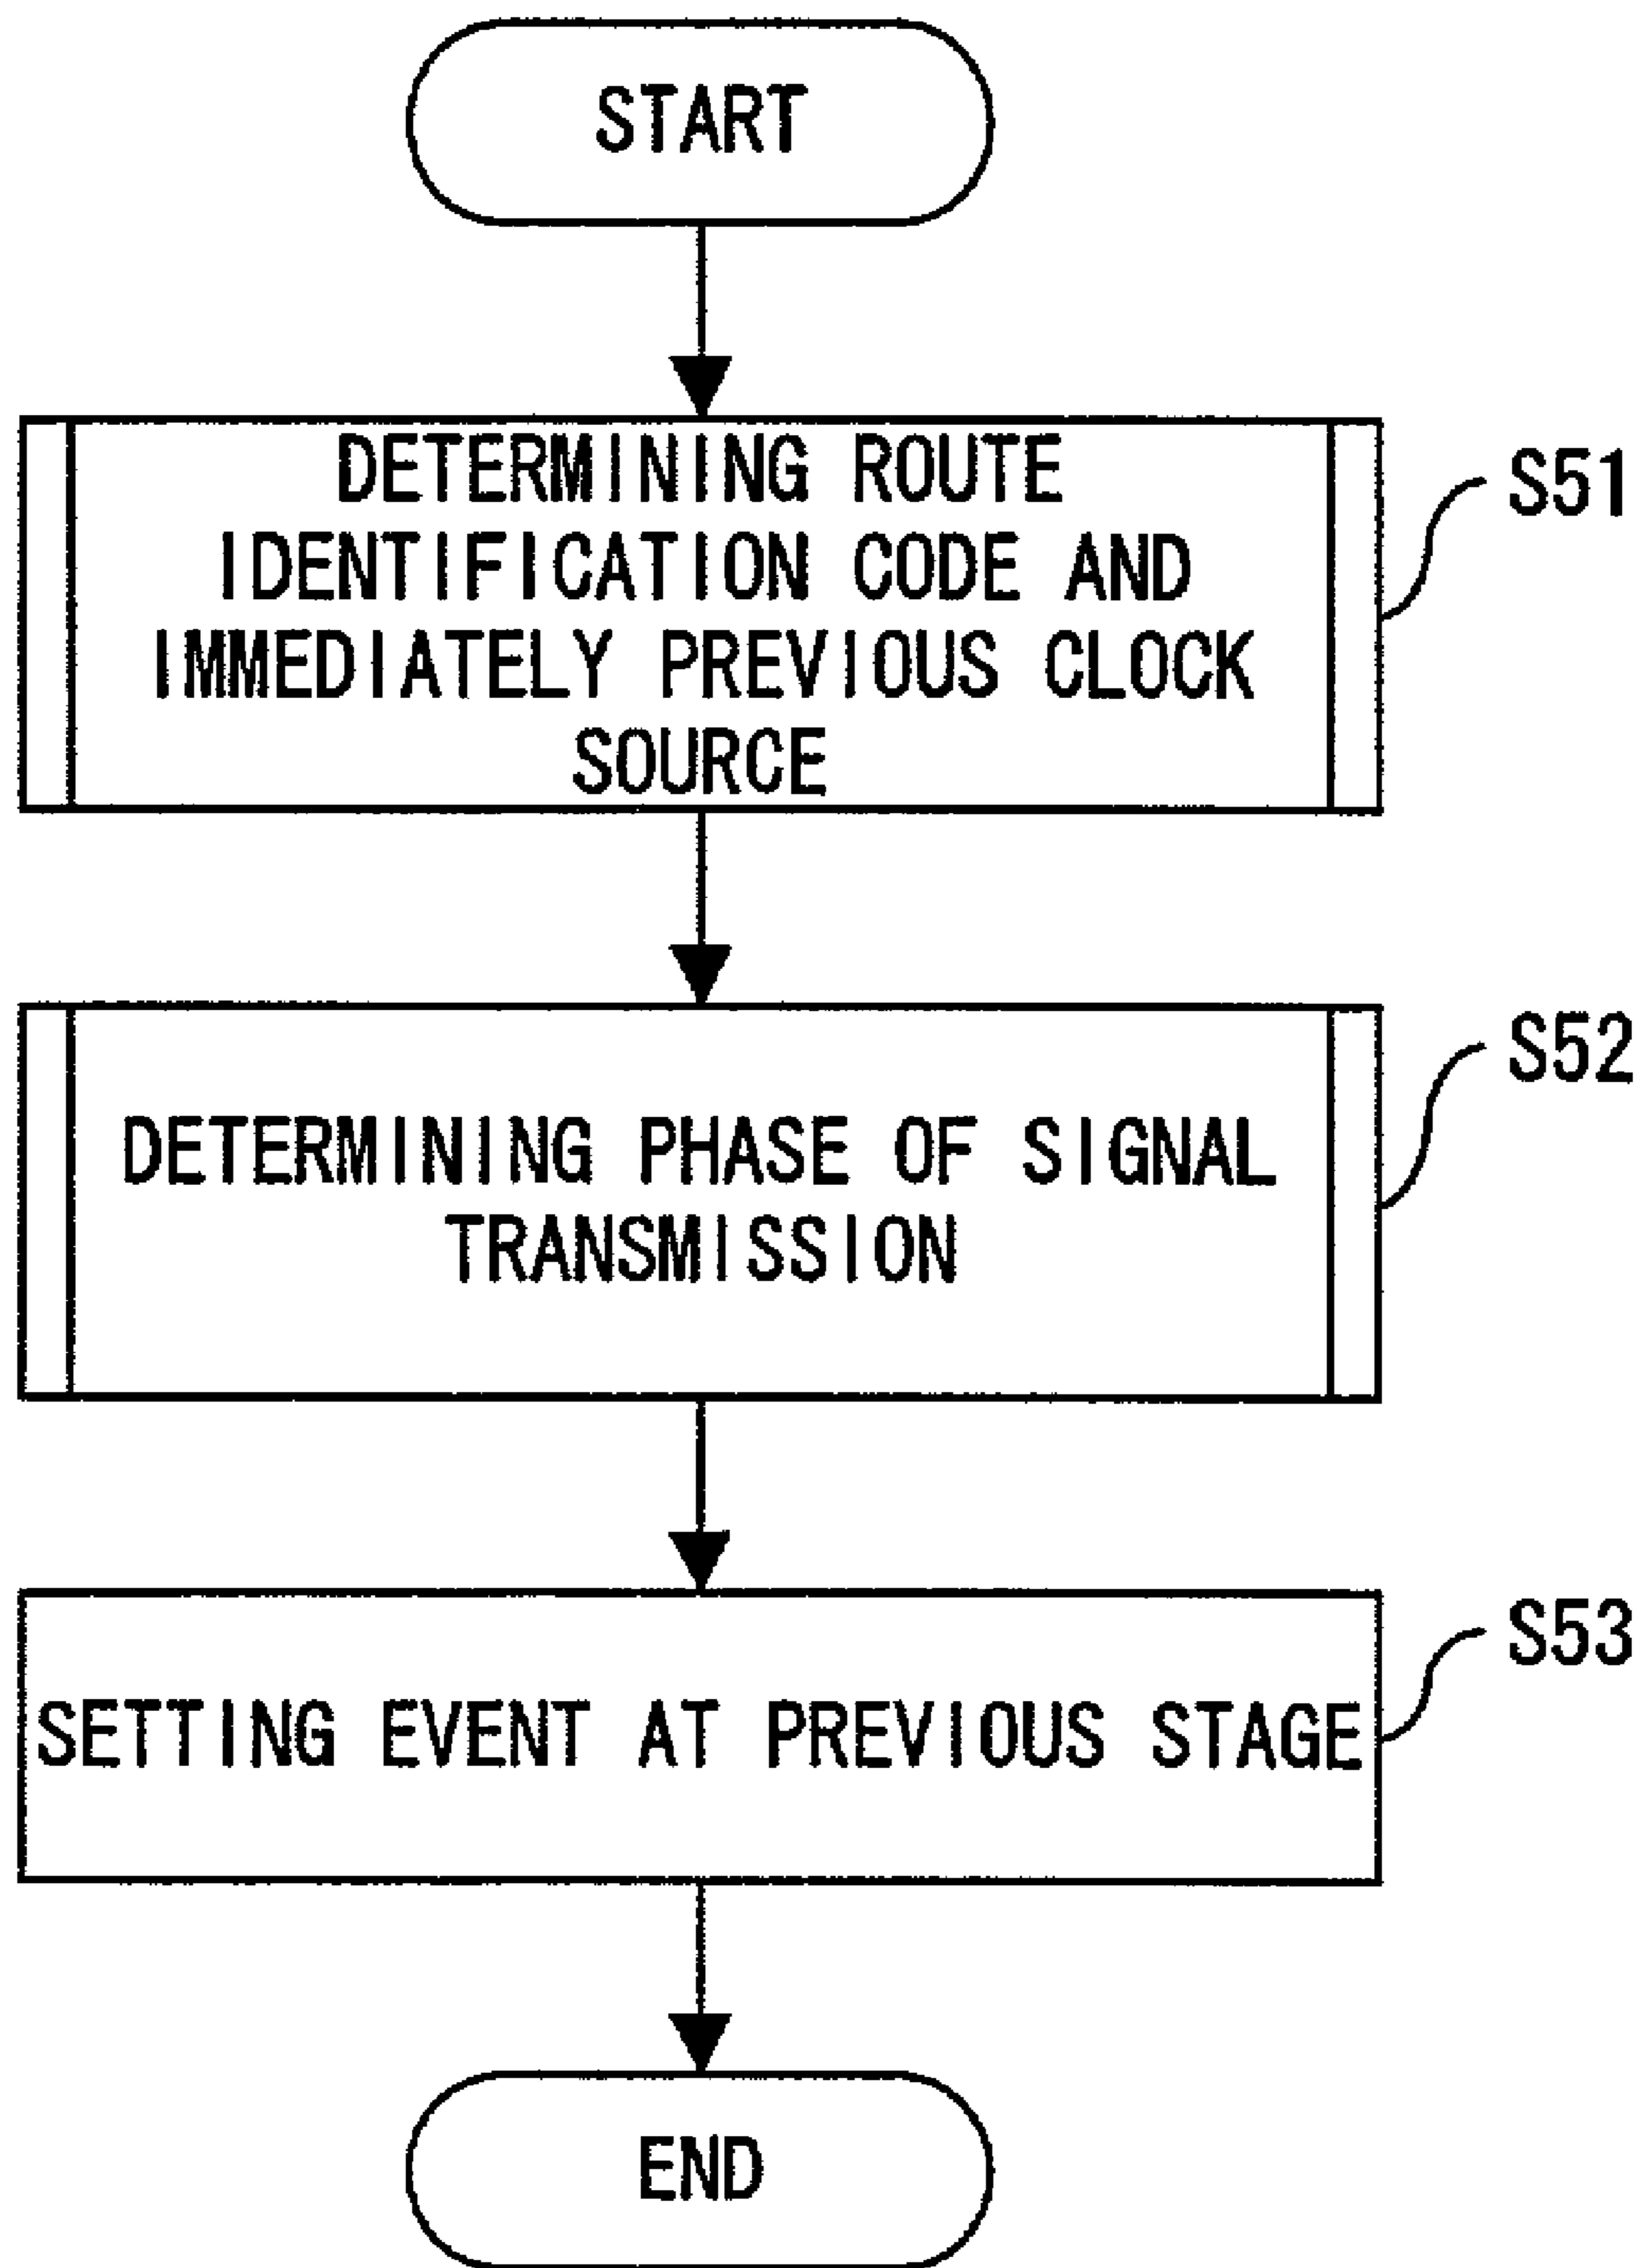 START
DETERMINING ROUTE
IDENTIFICATION CODE AND
IMMEDIATELY PREVIOUS CLOCK
SOURCE
S51
DETERMINING PHASE OF SIGNAL
TRANSMISSION
S52
SETTING EVENT AT PREVIOUS STAGE
S53
END